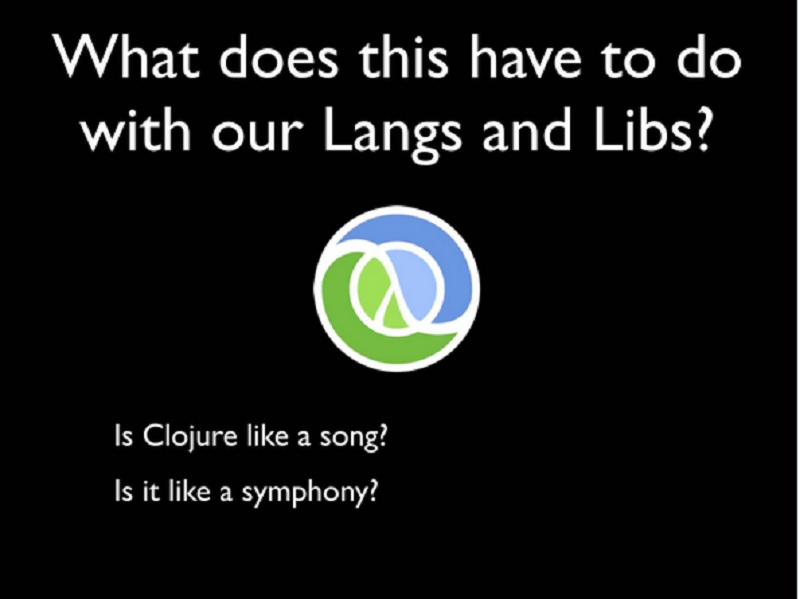 What does this have to do
with our Langs and Libs?
Is Clojure like a song?
Is it like a symphony?